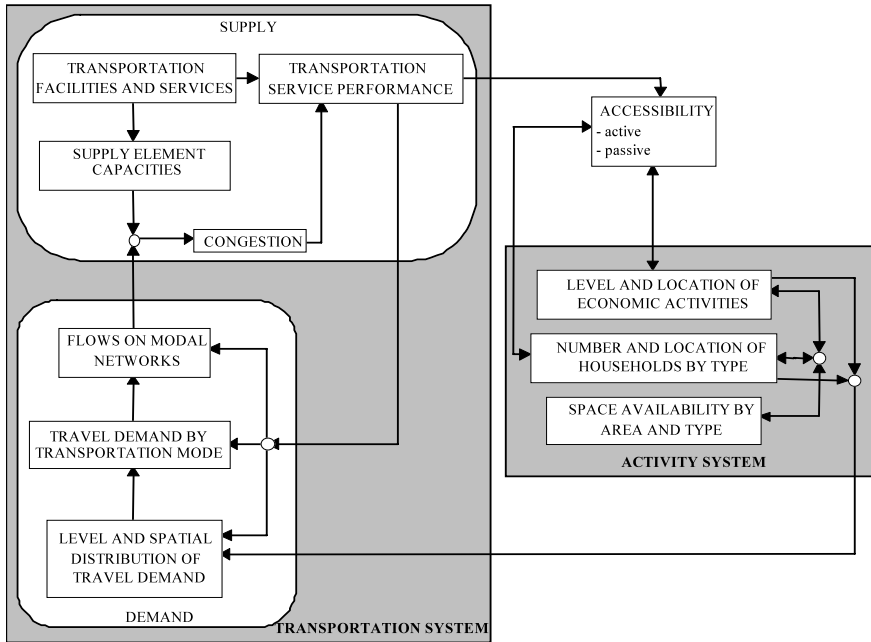 SUPPLY
TRANSPORTATION
FACILITIES AND SERVICES
TRANSPORTATION
SERVICE PERFORMANCE
SUPPLY ELEMENT
CAPACITIES
CONGESTION
ACCESSIBILITY
- active
- passive
LEVEL AND LOCATION OF
ECONOMIC ACTIVITIES
NUMBER AND LOCATION OF
HOUSEHOLDS BY TYPE
SPACE AVAILABILITY BY
AREA AND TYPE
ACTIVITY SYSTEM
FLOWS ON MODAL
NETWORKS
TRAVEL DEMAND BY
TRANSPORTATION MODE
LEVEL AND SPATIAL
DISTRIBUTION OF
TRAVEL DEMAND
DEMAND
TRANSPORTATION SYSTEM